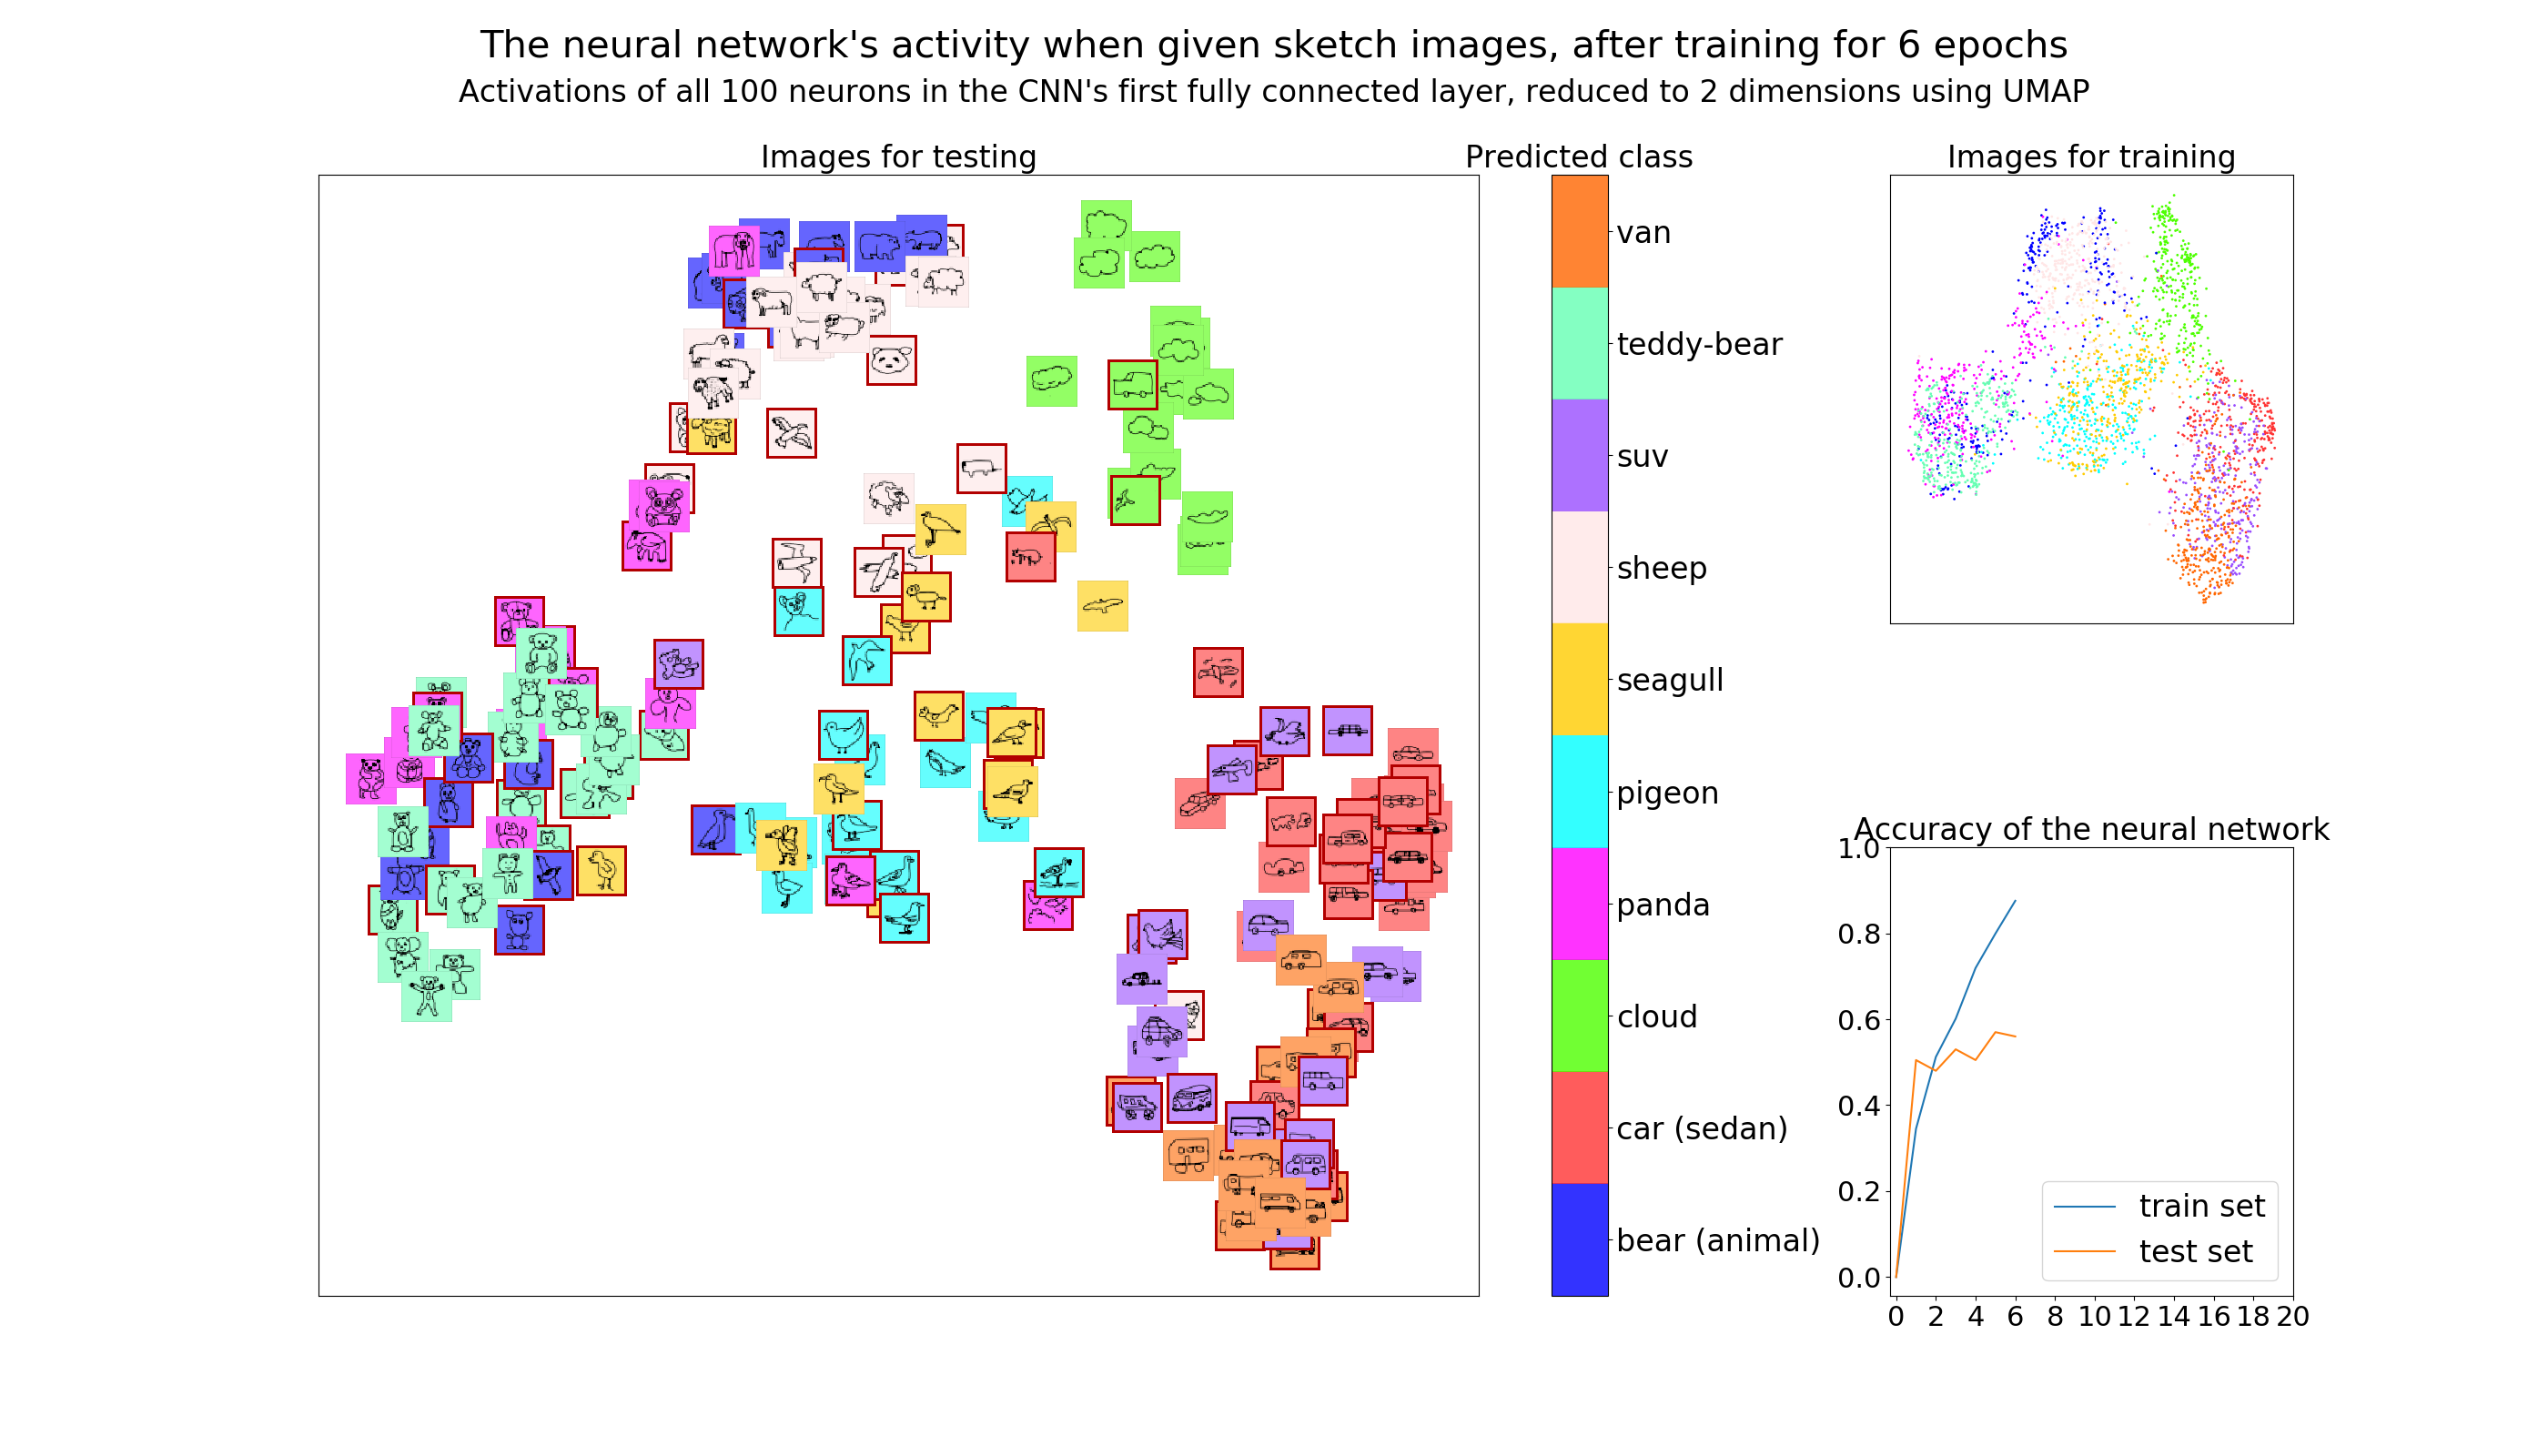 The neural network's activity when given sketch images, after training for 6 epochs
Activations of all 100 neurons in the CNN's first fully connected layer, reduced to 2 dimensions using UMAP
Images for testing
Predicted class
van
teddy-bear
suv
sheep
seagull
pigeon
panda
cloud
car (sedan)
bear (animal)
Images for training
Accuracy of the neural network
1.0
0.8
0.6
0.4
0.2
0.0
train set
test set
0 2 4 6 8 10 12 14 16 18 20